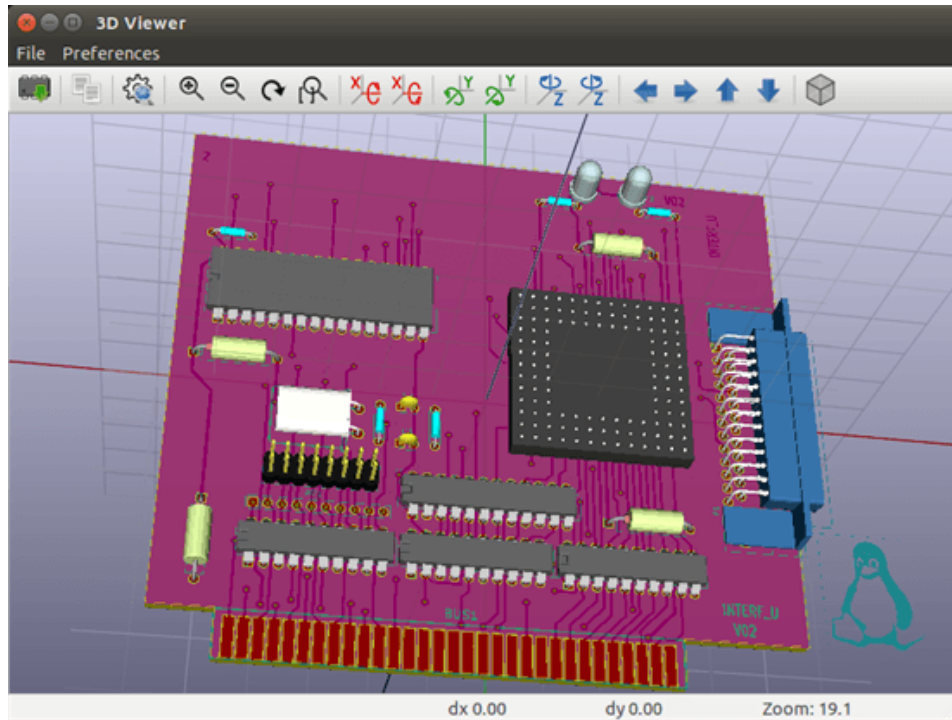 3D Viewer
File Preferences
X X Y Y Z Z
V02
INTERF_U
BUS1
INTERF_U
V02
dx 0.00 dy 0.00 Zoom: 19.1